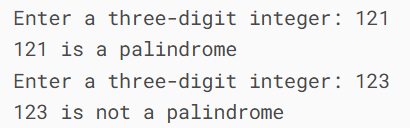 Enter a three-digit integer: 121
121 is a palindrome
Enter a three-digit integer: 123
123 is not a palindrome